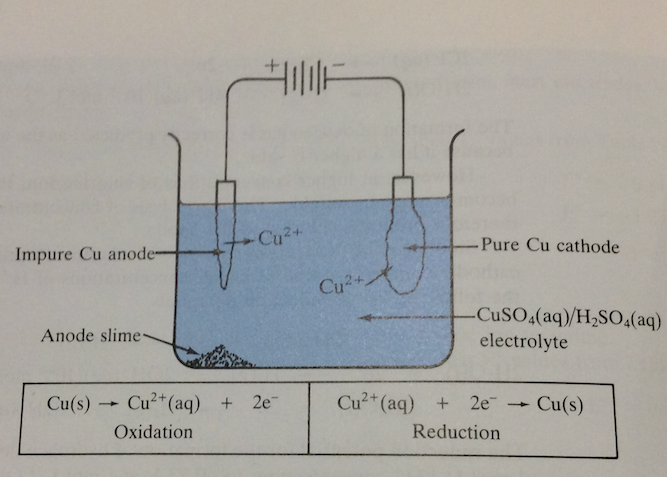 + −
Impure Cu anode
Cu²⁺
Pure Cu cathode
Cu²⁺
Anode slime
CuSO₄(aq)/H₂SO₄(aq)
electrolyte
Cu(s) → Cu²⁺(aq) + 2e⁻
Oxidation
Cu²⁺(aq) + 2e⁻ → Cu(s)
Reduction